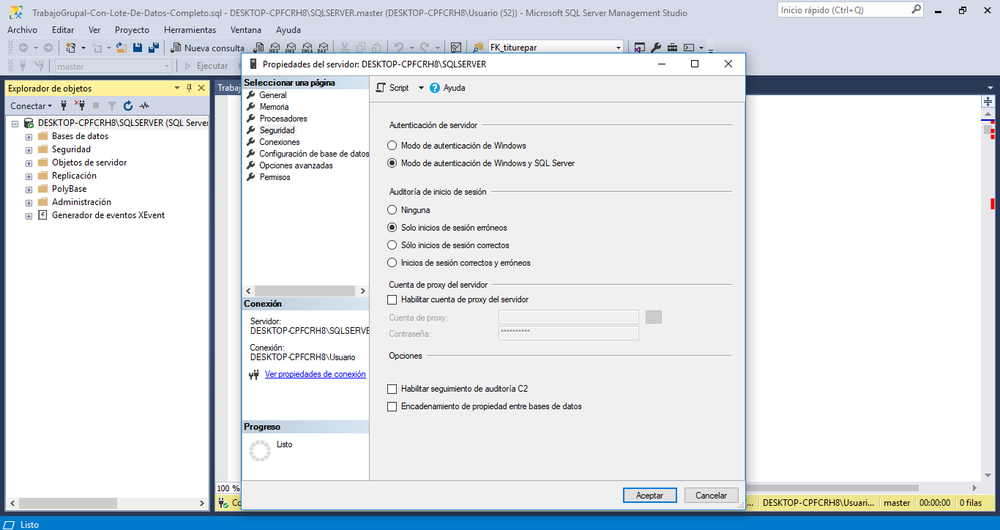 TrabajoGrupal-Con-Lote-De-Datos-Completo.sql - DESKTOP-CPFCRH8\SQLSERVER.master (DESKTOP-CPFCRH8\Usuario (52)) - Microsoft SQL Server Management Studio
Inicio rápido (Ctrl+Q)
Archivo Editar Ver Proyecto Herramientas Ventana Ayuda
Nueva consulta MDX DMX XMLA DAX FK_titurepar
master Ejecutar
Propiedades del servidor: DESKTOP-CPFCRH8\SQLSERVER
Explorador de objetos
Conectar
DESKTOP-CPFCRH8\SQLSERVER (SQL Server
Bases de datos
Seguridad
Objetos de servidor
Replicación
PolyBase
Administración
Generador de eventos XEvent
Trabaj
Seleccionar una página
General
Memoria
Procesadores
Seguridad
Conexiones
Configuración de base de datos
Opciones avanzadas
Permisos
Conexión
Servidor:
DESKTOP-CPFCRH8\SQLSERVE
Conexión:
DESKTOP-CPFCRH8\Usuario
Ver propiedades de conexión
Progreso
Listo
Script Ayuda
Autenticación de servidor
Modo de autenticación de Windows
Modo de autenticación de Windows y SQL Server
Auditoría de inicio de sesión
Ninguna
Solo inicios de sesión erróneos
Sólo inicios de sesión correctos
Inicios de sesión correctos y erróneos
Cuenta de proxy del servidor
Habilitar cuenta de proxy del servidor
Cuenta de proxy:
...
Contraseña:
**********
Opciones
Habilitar seguimiento de auditoría C2
Encadenamiento de propiedad entre bases de datos
Aceptar Cancelar
100 %
Co
... DESKTOP-CPFCRH8\Usuari... master 00:00:00 0 filas
Listo